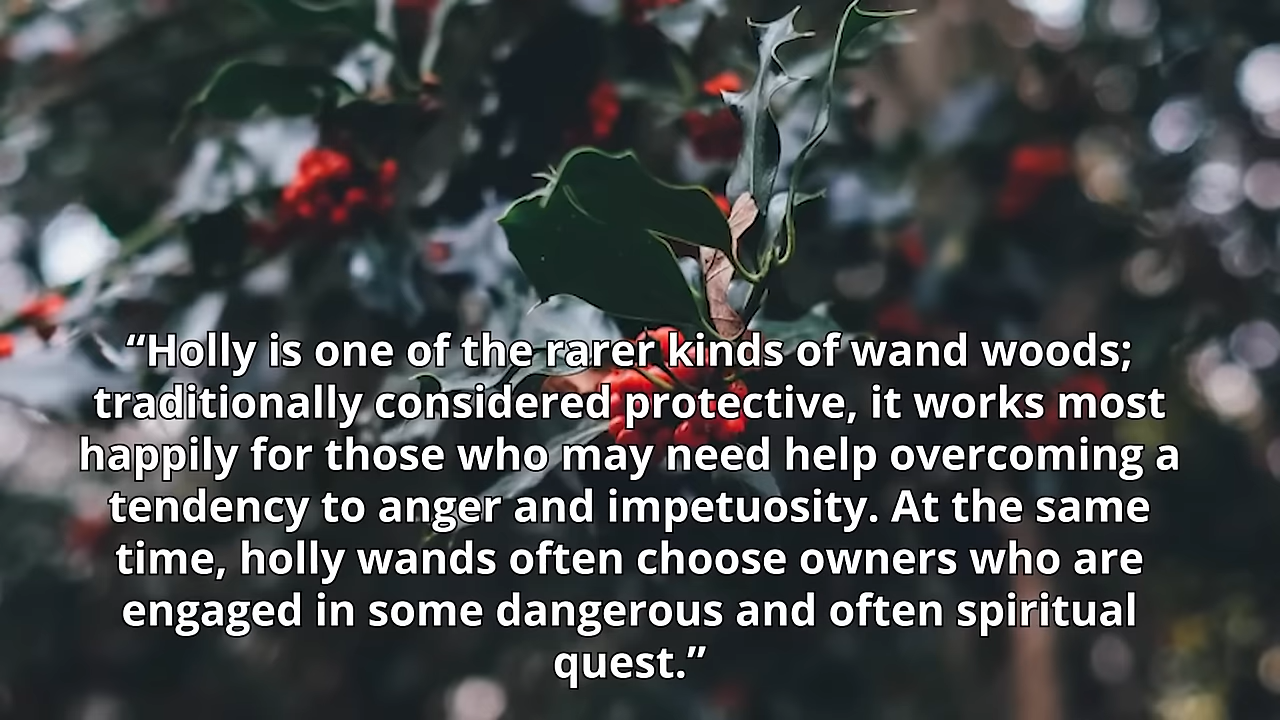 “Holly is one of the rarer kinds of wand woods;
traditionally considered protective, it works most
happily for those who may need help overcoming a
tendency to anger and impetuosity. At the same
time, holly wands often choose owners who are
engaged in some dangerous and often spiritual
quest.”